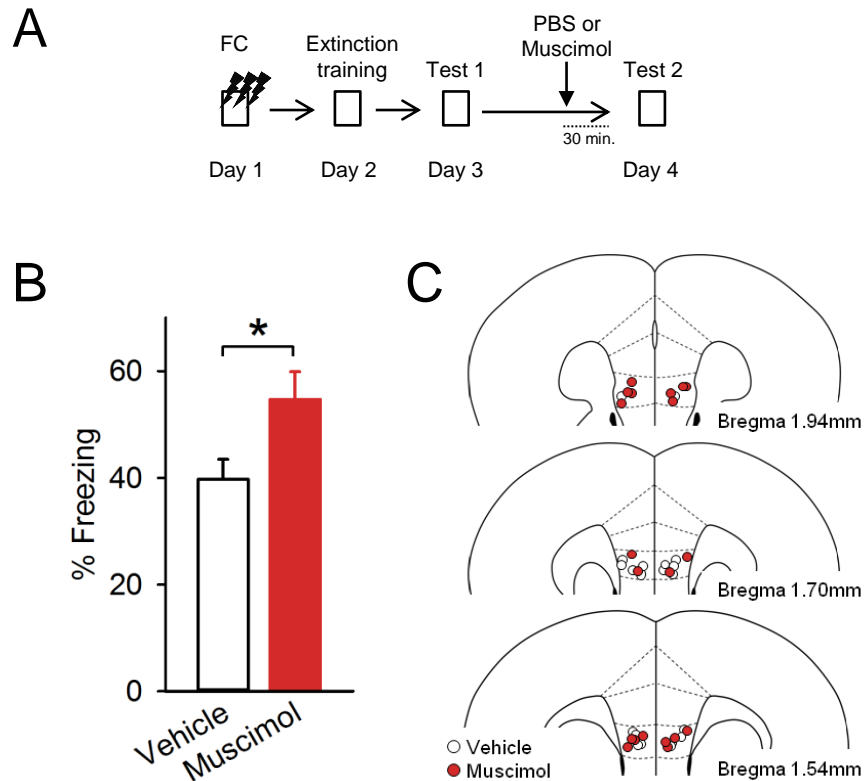 A
FC
Extinction
training
Test 1
PBS or
Muscimol
Test 2
30 min.
Day 1
Day 2
Day 3
Day 4
B
*
% Freezing
60
40
20
0
Vehicle
Muscimol
C
Bregma 1.94mm
Bregma 1.70mm
Bregma 1.54mm
Vehicle
Muscimol